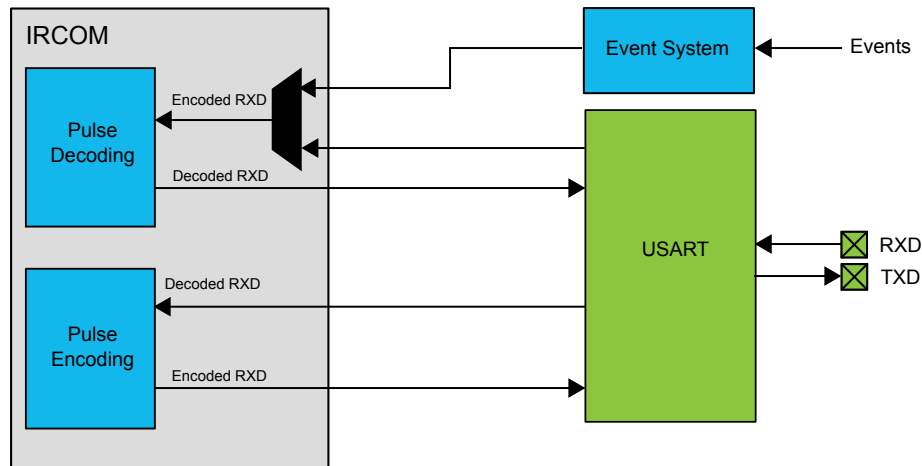 IRCOM
Event System
Events
Encoded RXD
Pulse
Decoding
Decoded RXD
USART
RXD
TXD
Decoded RXD
Pulse
Encoding
Encoded RXD